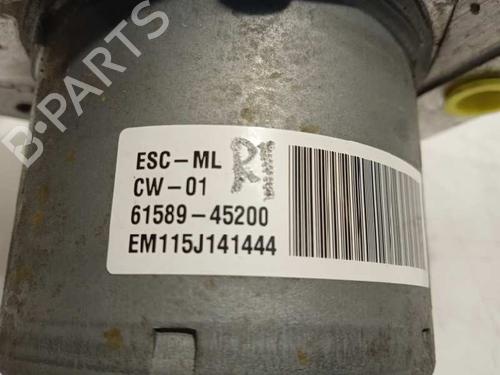 B-PARTS
ESC-ML R1
CW-01
61589-45200
EM115J141444